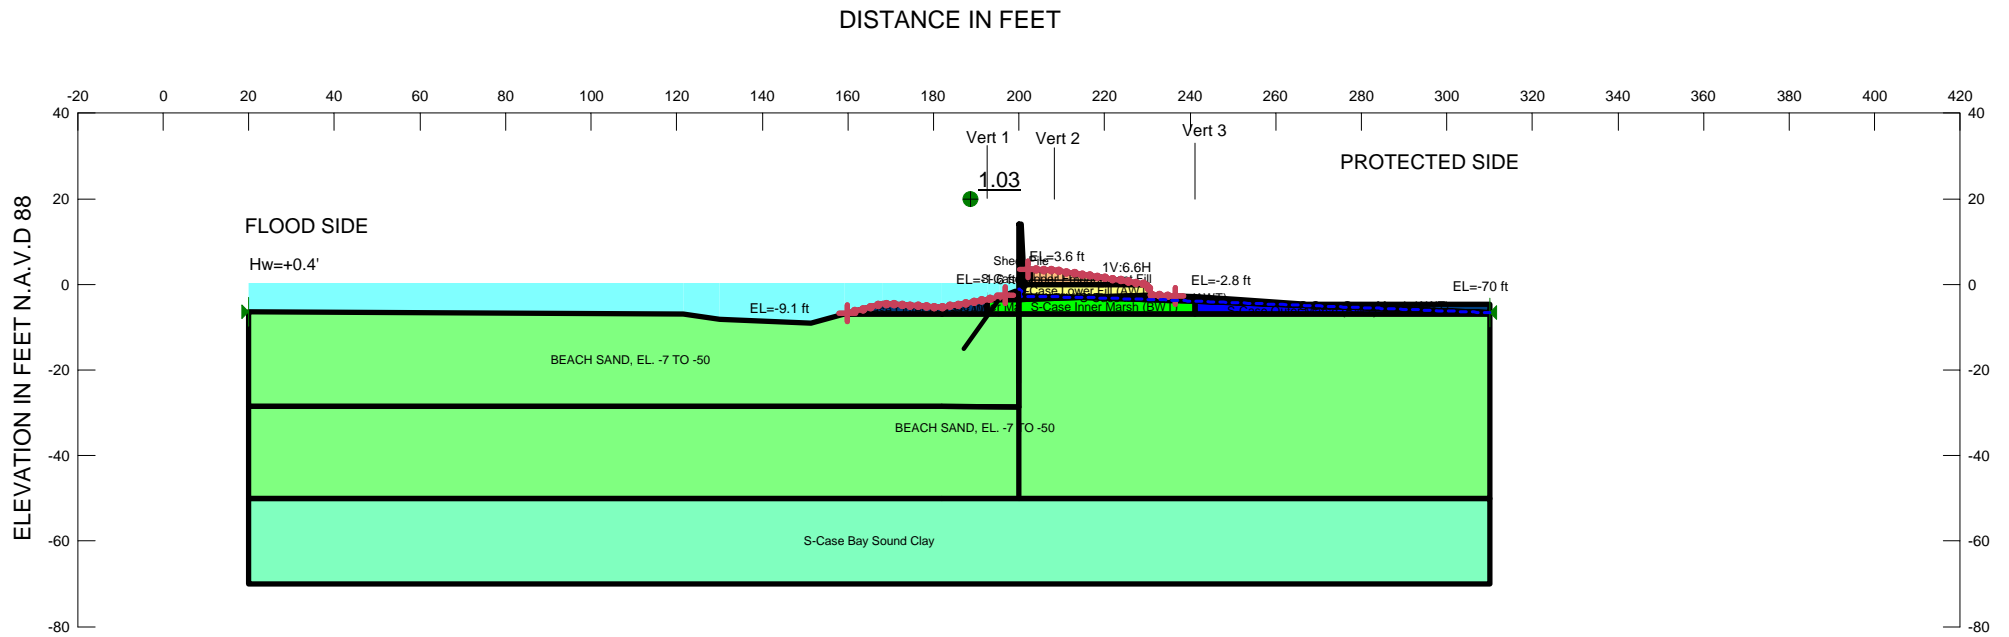 DISTANCE IN FEET
-20 0 20 40 60 80 100 120 140 160 180 200 220 240 260 280 300 320 340 360 380 400 420
40 40
Vert 1 Vert 2 Vert 3
PROTECTED SIDE
1.03
20 20
FLOOD SIDE
Hw=+0.4'
EL=3.6 ft
1V:6.6H
EL=-2.8 ft
EL=-70 ft
0 0
EL=-9.1 ft
S-Case Inner Marsh (BWT)
BEACH SAND, EL. -7 TO -50
-20 -20
BEACH SAND, EL. -7 TO -50
-40 -40
S-Case Bay Sound Clay
-60 -60
-80 -80
ELEVATION IN FEET N.A.V.D 88